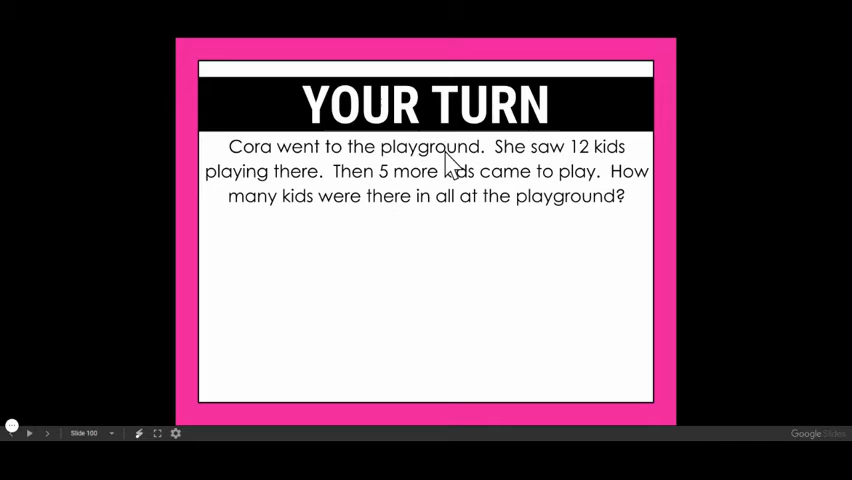 YOUR TURN
Cora went to the playground. She saw 12 kids
playing there. Then 5 more kids came to play. How
many kids were there in all at the playground?
Slide 100
Google Slides